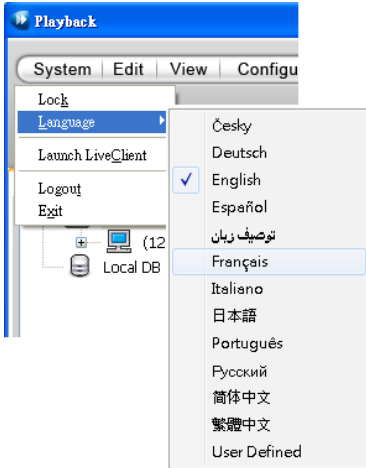 Playback
System Edit View Configu
Lock
Language
Launch LiveClient
Logout
Exit
(12
Local DB
Česky
Deutsch
English
Español
توصيف زبان
Français
Italiano
日本語
Português
Русский
简体中文
繁體中文
User Defined